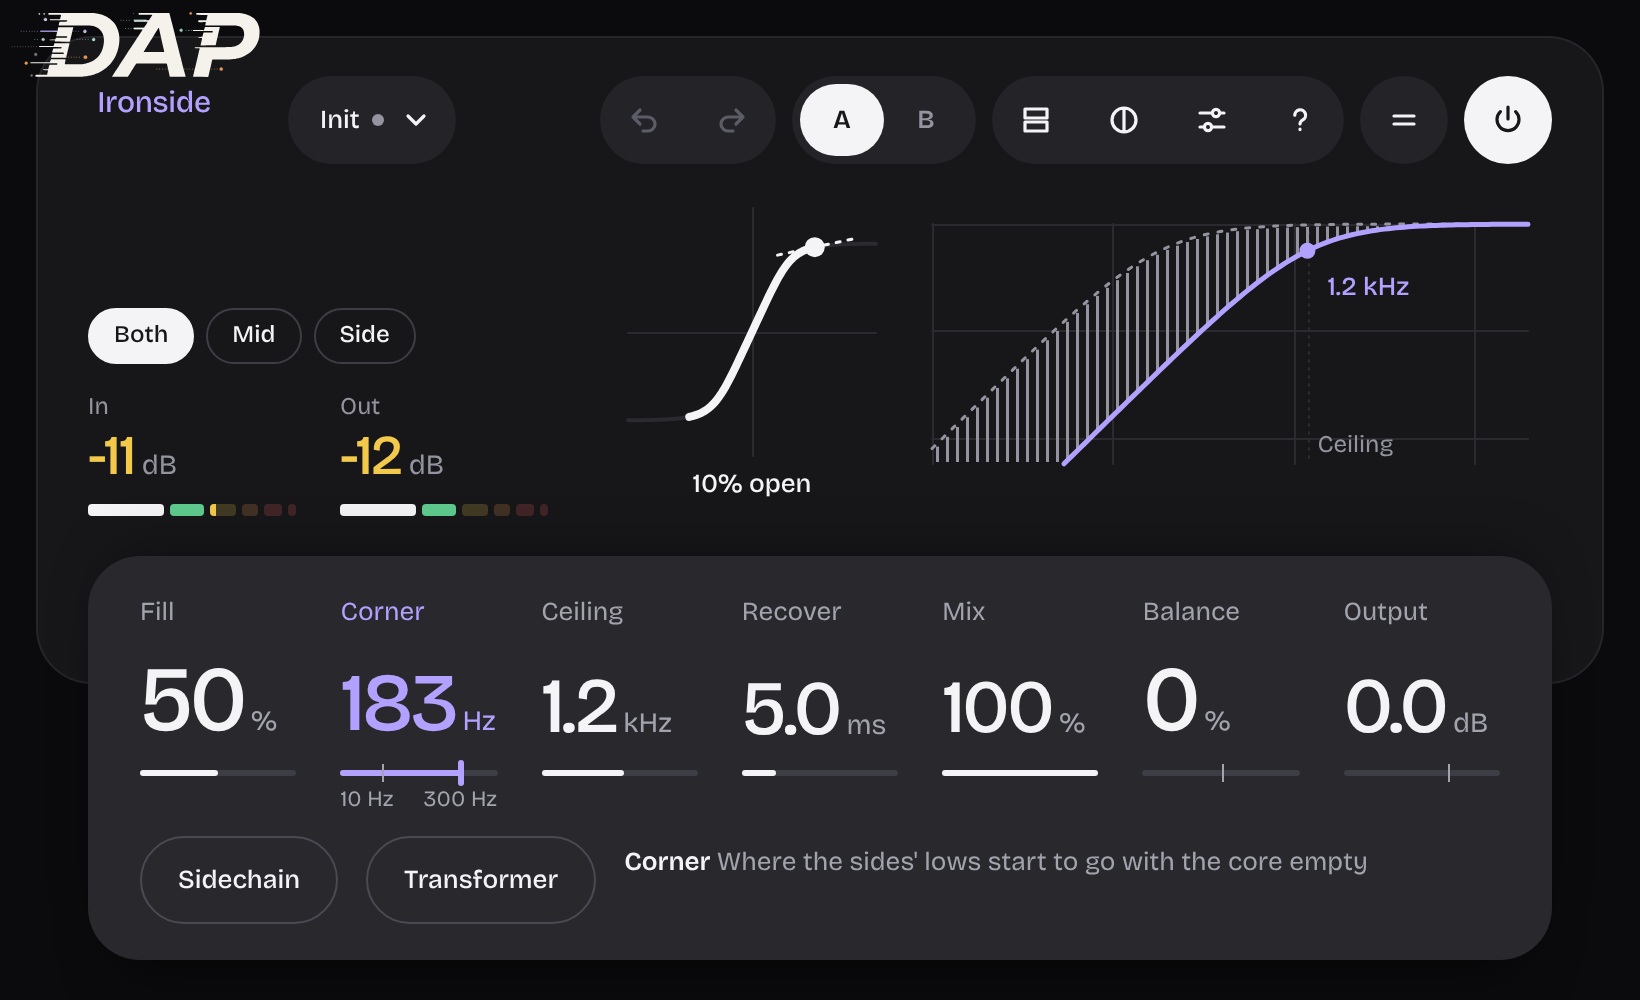 DAP
Ironside
Init
A B
?
Both Mid Side
In Out
-11 dB -12 dB
10% open
1.2 kHz
Ceiling
Fill Corner Ceiling Recover Mix Balance Output
50 % 183 Hz 1.2 kHz 5.0 ms 100 % 0 % 0.0 dB
10 Hz 300 Hz
Sidechain Transformer Corner Where the sides' lows start to go with the core empty